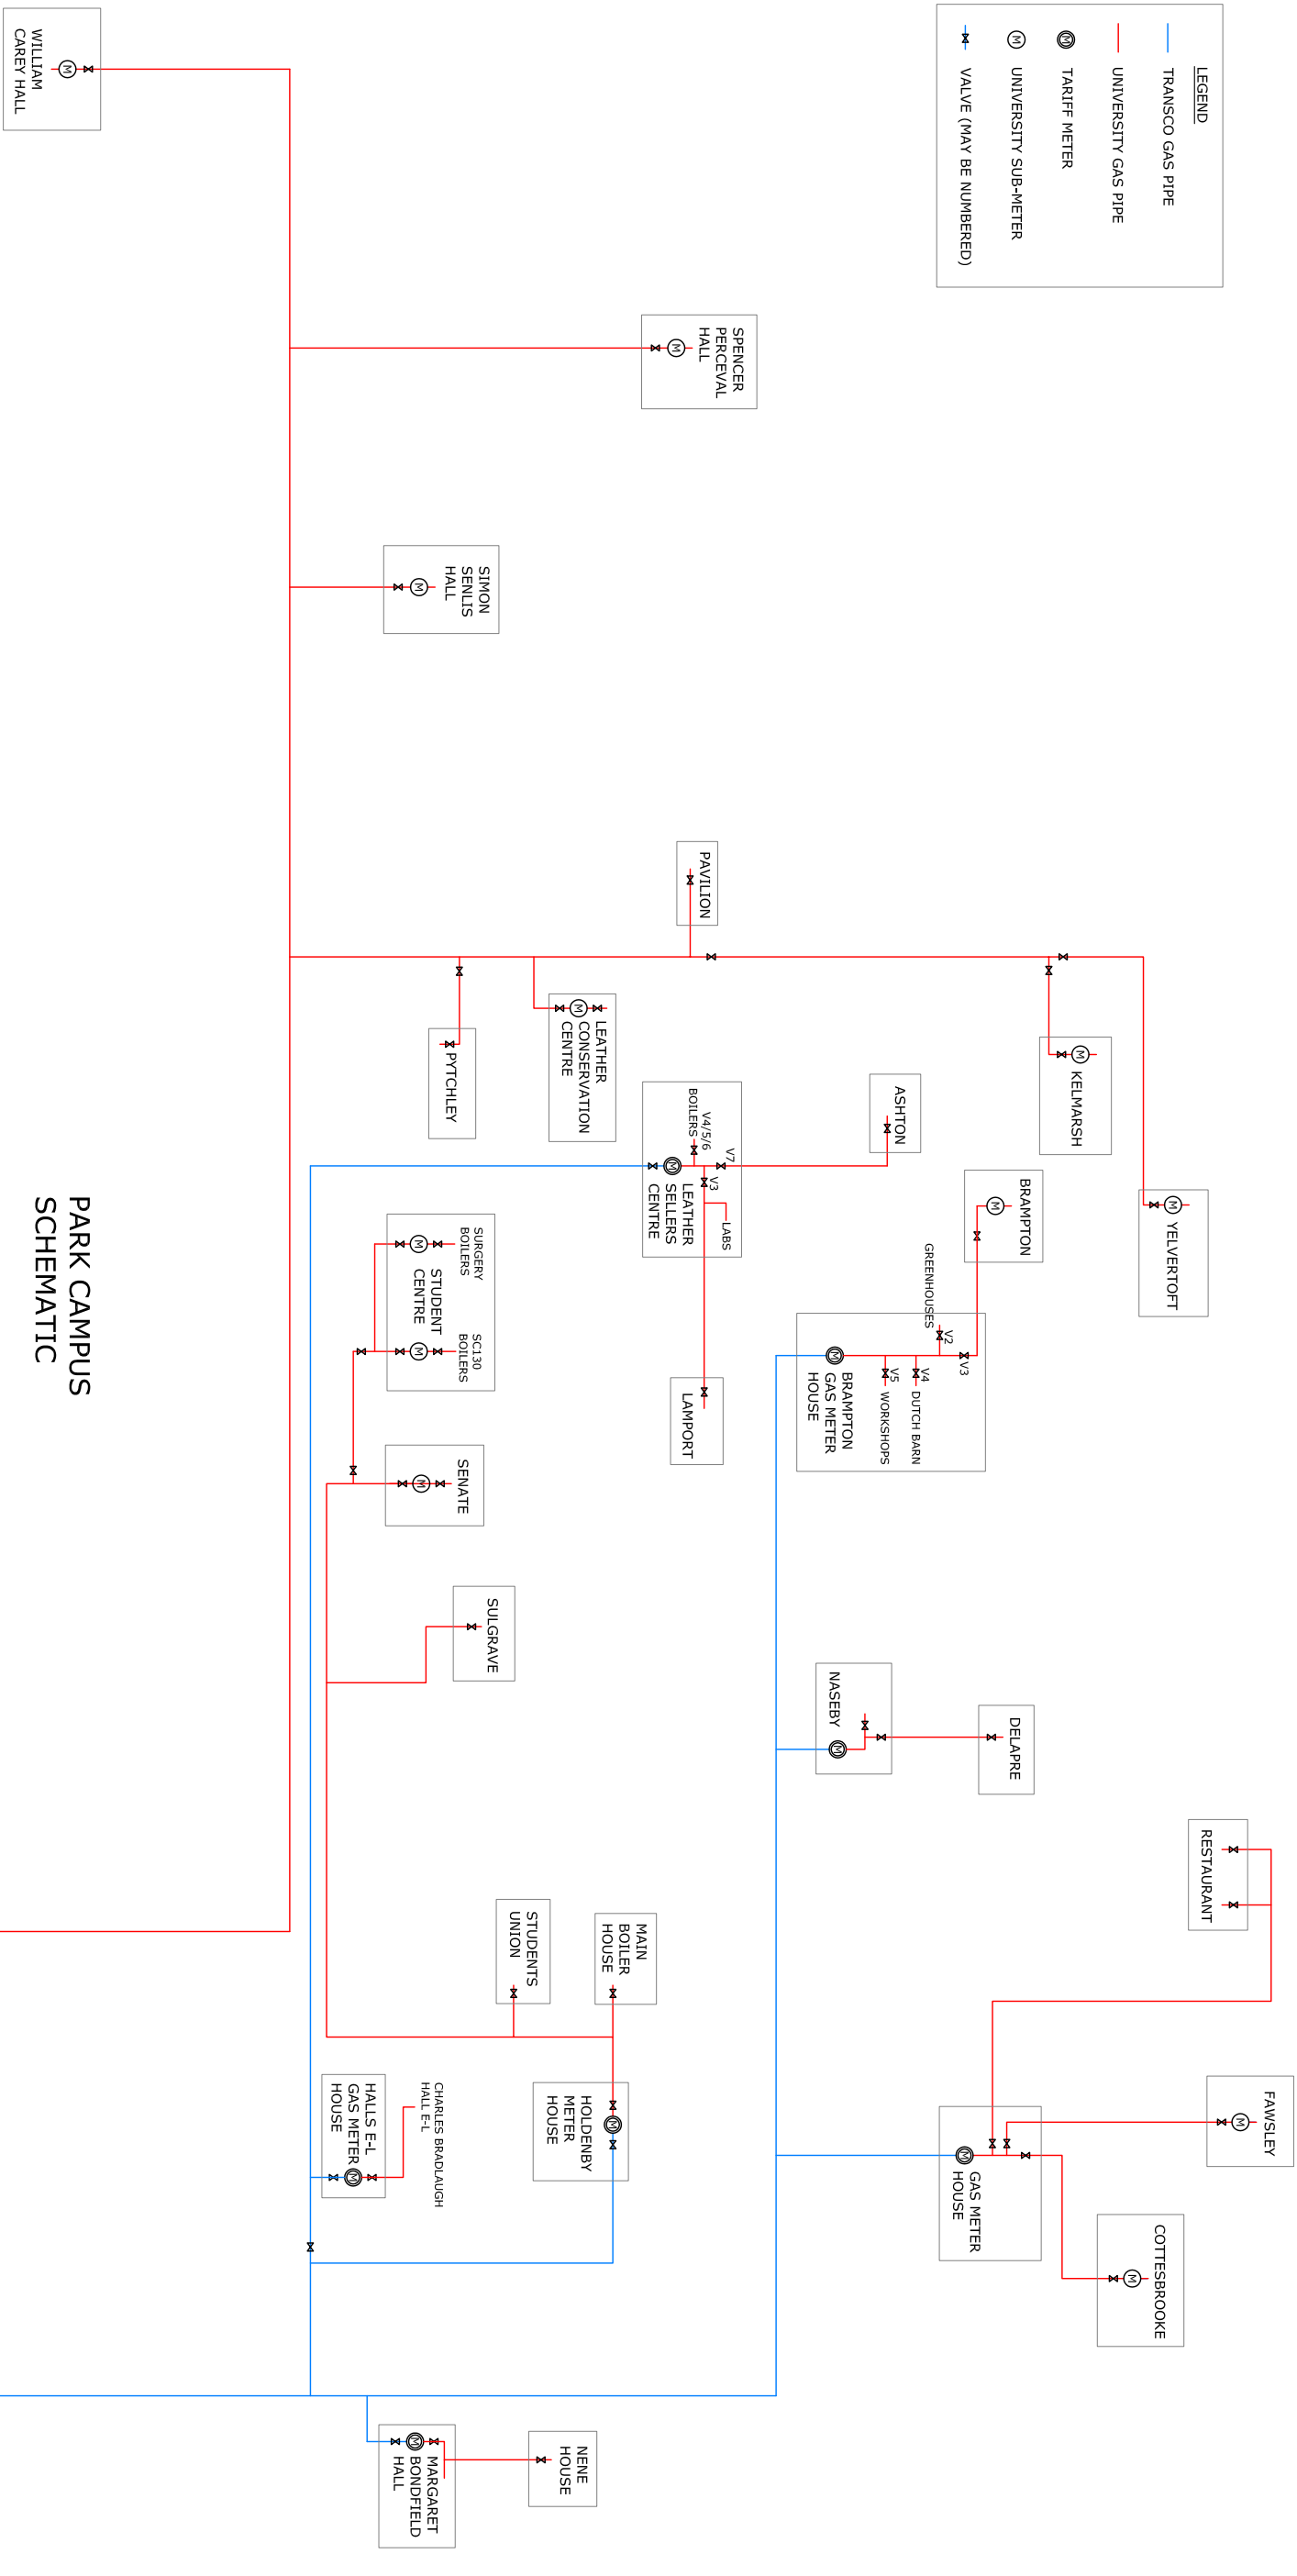 LEGEND
TRANSCO GAS PIPE
UNIVERSITY GAS PIPE
M
TARIFF METER
M
UNIVERSITY SUB-METER
VALVE (MAY BE NUMBERED)
RESTAURANT
M
FAWSLEY
M
COTTESBROOKE
M
GAS METER
HOUSE
M
YELVERTOFT
M
KELMARSH
DELAPRE
M
NASEBY
M
BRAMPTON
GREENHOUSES
V2
V3
V4
DUTCH BARN
V5
WORKSHOPS
M
BRAMPTON
GAS METER
HOUSE
ASHTON
V7
V4/5/6
BOILERS
V3
LABS
M
LEATHER
SELLERS
CENTRE
LAMPORT
SPENCER
PERCEVAL
HALL
M
PAVILION
M
LEATHER
CONSERVATION
CENTRE
PYTCHLEY
SIMON
SENLIS
HALL
M
MAIN
BOILER
HOUSE
STUDENTS
UNION
M
HOLDENBY
METER
HOUSE
NENE
HOUSE
SULGRAVE
SENATE
M
SURGERY
BOILERS
M
STUDENT
CENTRE
SC130
BOILERS
M
CHARLES BRADLAUGH
HALL E-L
HALLS E-L
GAS METER
HOUSE
M
M
MARGARET
BONDFIELD
HALL
M
WILLIAM
CAREY HALL
PARK CAMPUS
SCHEMATIC